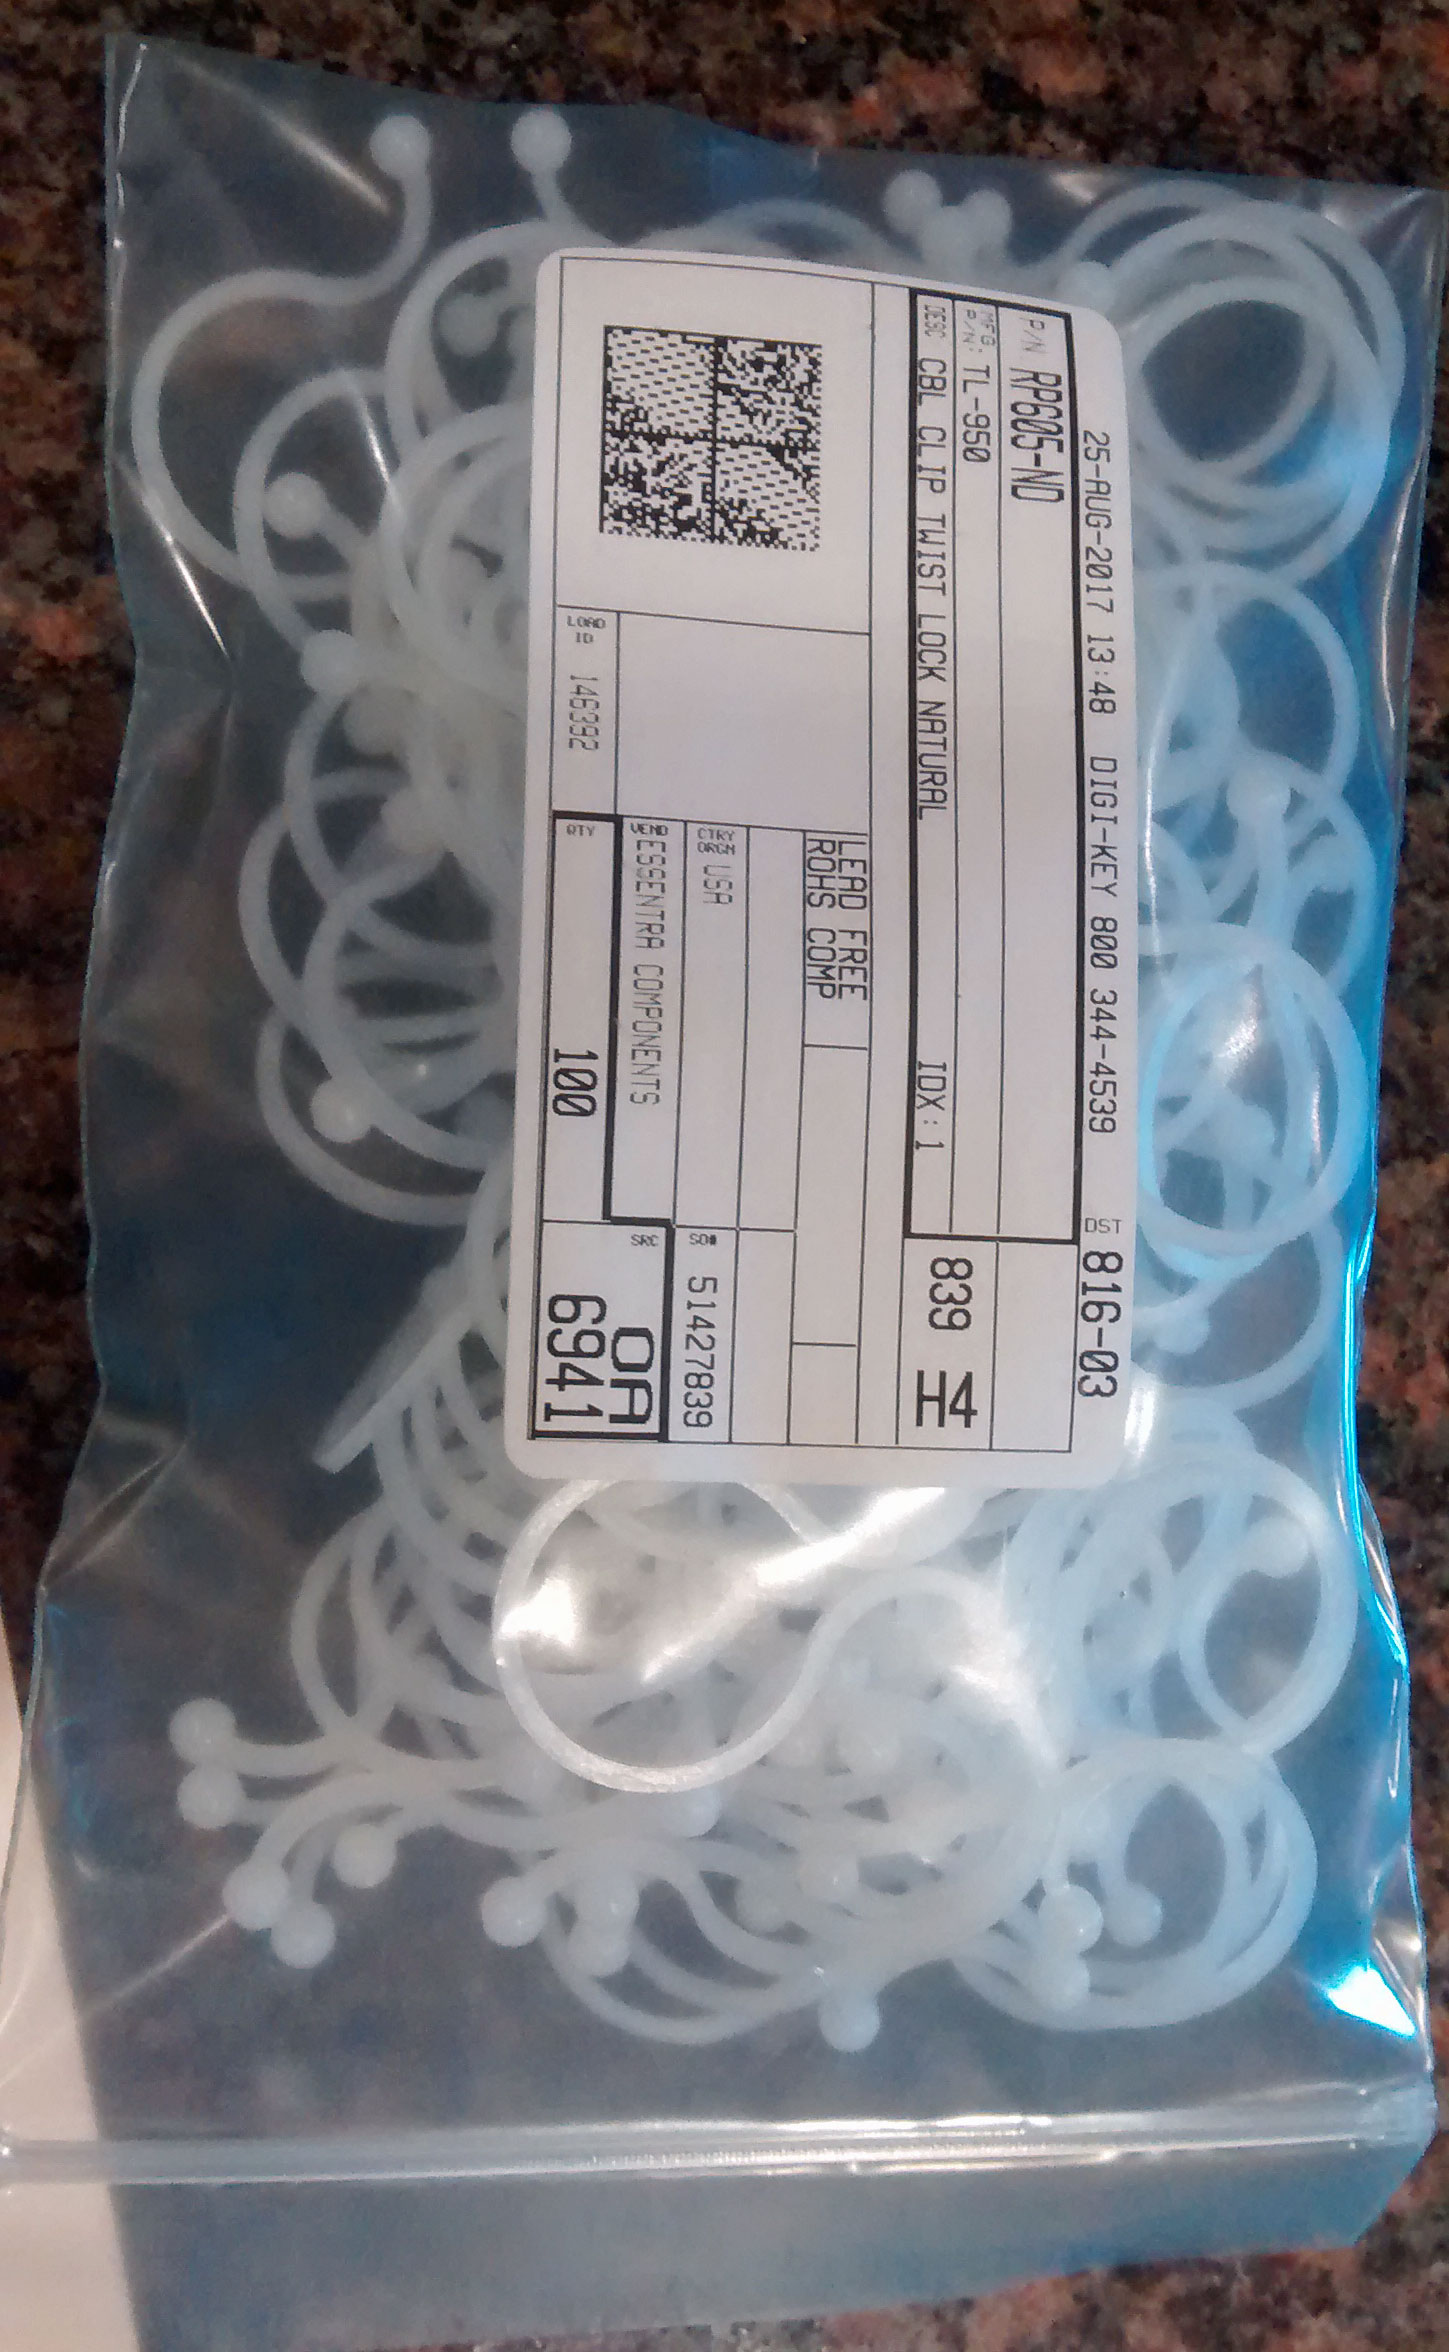 25-AUG-2017 13:48 DIGI-KEY 800 344-4539 DST 816-03
P/N RP605-ND
MFG P/N: TL-950
DESC CBL CLIP TWIST LOCK NATURAL IDX: 1
839 H4
LEAD FREE
ROHS COMP
CTRY ORGN USA
SO# 51427839
VEND ESSENTRA COMPONENTS
LOAD ID 146392
QTY 100
SRC OA
6941